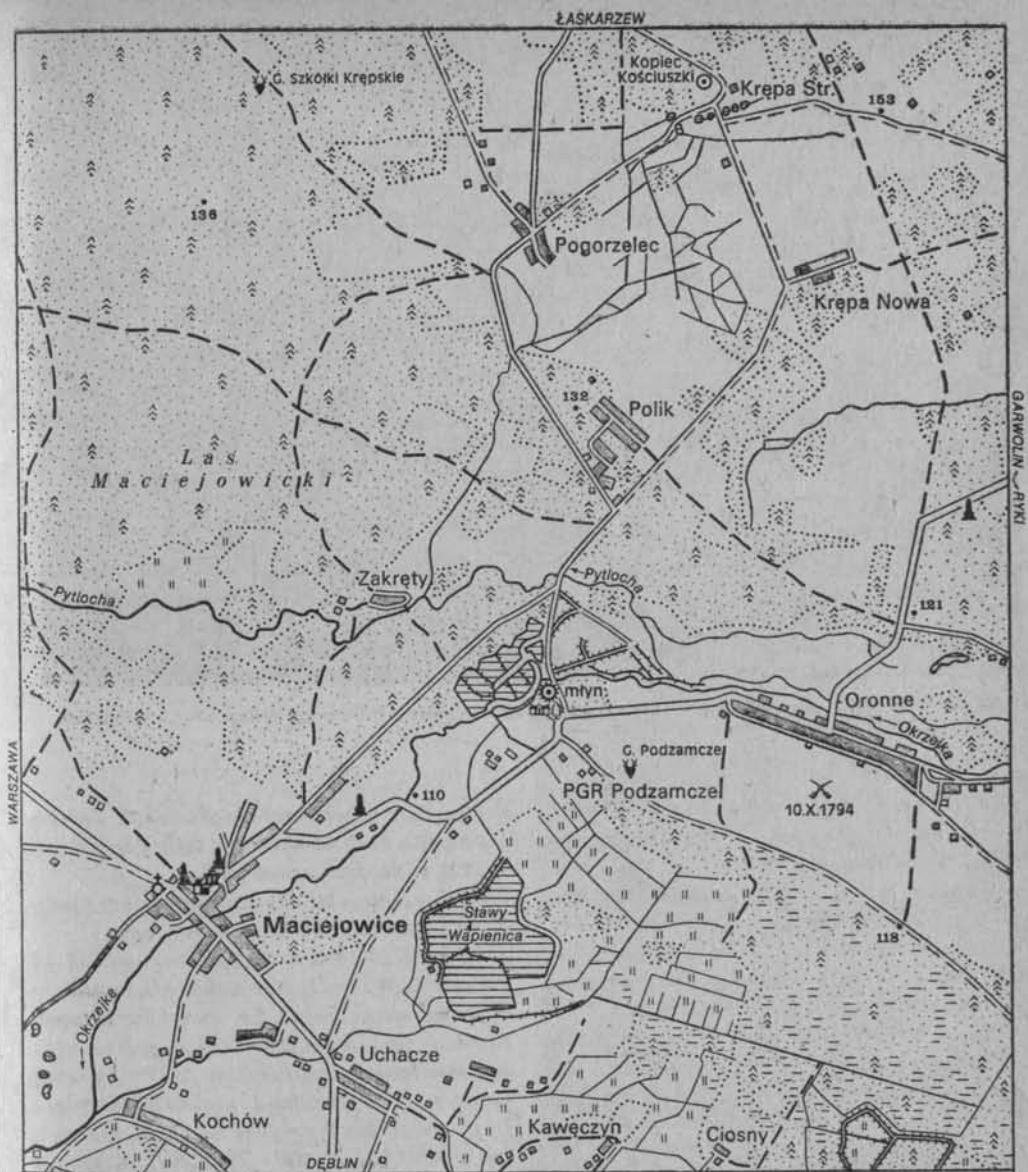 ŁASKARZEW
G. Szkółki Krępskie
Kopiec
Kościuszki
Krępa Str.
153
136
Pogorzelec
Krępa Nowa
132
Polik
GARWOLIN
RYKI
Las
Maciejowicki
Pytlocha
Zakręty
Pytlocha
121
młyn
Oronne
Okrzejka
WARSZAWA
G. Podzamcze
PGR Podzamcze
110
10.X.1794
Maciejowice
Stawy
Wapienica
118
Okrzejka
Uchacze
Kochów
Kawęczyn
Ciosny
DĘBLIN